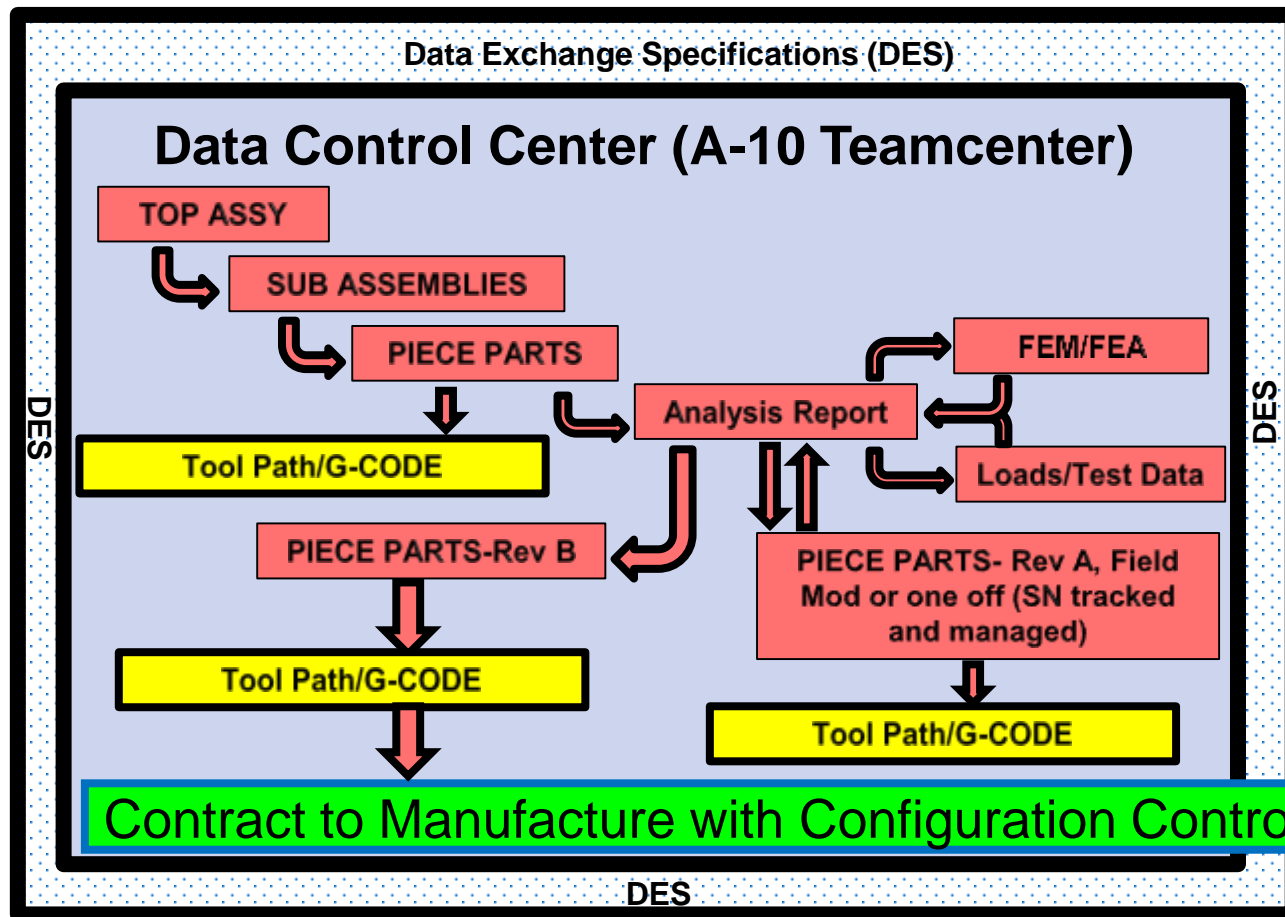 Data Exchange Specifications (DES)
Data Control Center (A-10 Teamcenter)
TOP ASSY
SUB ASSEMBLIES
PIECE PARTS
FEM/FEA
Analysis Report
DES
DES
Tool Path/G-CODE
Loads/Test Data
PIECE PARTS-Rev B
PIECE PARTS- Rev A, Field
Mod or one off (SN tracked
and managed)
Tool Path/G-CODE
Tool Path/G-CODE
Contract to Manufacture with Configuration Contro
DES